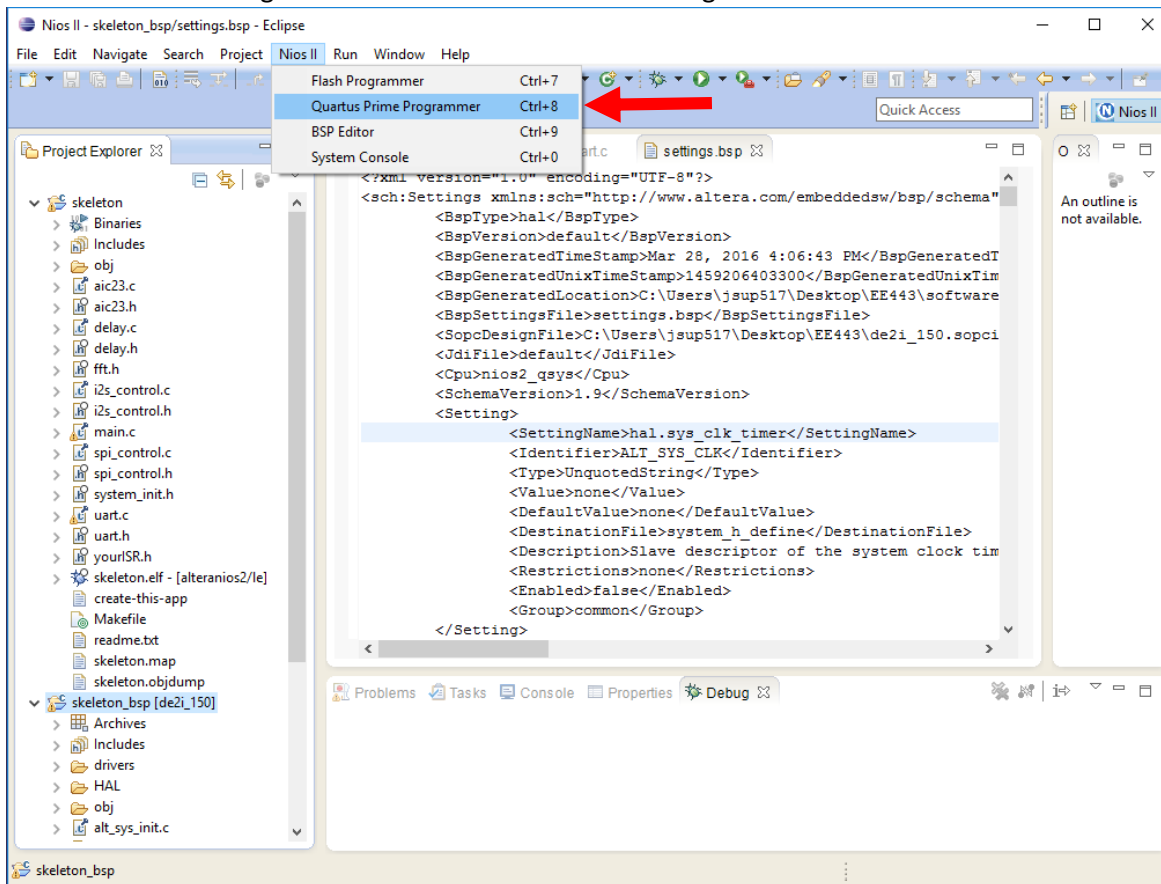 Nios II - skeleton_bsp/settings.bsp - Eclipse
File Edit Navigate Search Project Nios II Run Window Help
Flash Programmer Ctrl+7
Quartus Prime Programmer Ctrl+8
BSP Editor Ctrl+9
System Console Ctrl+0
Quick Access
Nios II
Project Explorer
skeleton
Binaries
Includes
obj
aic23.c
aic23.h
delay.c
delay.h
fft.h
i2s_control.c
i2s_control.h
main.c
spi_control.c
spi_control.h
system_init.h
uart.c
uart.h
yourISR.h
skeleton.elf - [alteranios2/le]
create-this-app
Makefile
readme.txt
skeleton.map
skeleton.objdump
skeleton_bsp [de2i_150]
Archives
Includes
drivers
HAL
obj
alt_sys_init.c
art.c settings.bsp
<?xml version="1.0" encoding="UTF-8"?>
<sch:Settings xmlns:sch="http://www.altera.com/embeddedsw/bsp/schema"
<BspType>hal</BspType>
<BspVersion>default</BspVersion>
<BspGeneratedTimeStamp>Mar 28, 2016 4:06:43 PM</BspGeneratedT
<BspGeneratedUnixTimeStamp>1459206403300</BspGeneratedUnixTim
<BspGeneratedLocation>C:\Users\jsup517\Desktop\EE443\software
<BspSettingsFile>settings.bsp</BspSettingsFile>
<SopcDesignFile>C:\Users\jsup517\Desktop\EE443\de2i_150.sopci
<JdiFile>default</JdiFile>
<Cpu>nios2_qsys</Cpu>
<SchemaVersion>1.9</SchemaVersion>
<Setting>
<SettingName>hal.sys_clk_timer</SettingName>
<Identifier>ALT_SYS_CLK</Identifier>
<Type>UnquotedString</Type>
<Value>none</Value>
<DefaultValue>none</DefaultValue>
<DestinationFile>system_h_define</DestinationFile>
<Description>Slave descriptor of the system clock tim
<Restrictions>none</Restrictions>
<Enabled>false</Enabled>
<Group>common</Group>
</Setting>
O
An outline is
not available.
Problems Tasks Console Properties Debug
skeleton_bsp